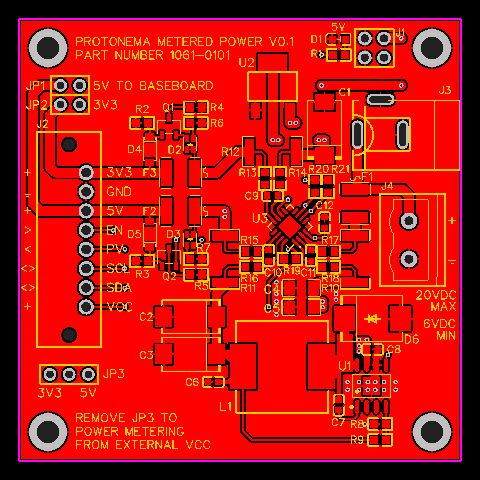 PROTONEMA METERED POWER V0.1
PART NUMBER 1061-0101
5V
D1
R1
J1
U2
JP1
5V TO BASEBOARD
JP2
3V3
C1
J3
J2
R2
Q1
R4
R6
D4
D2
R12
R20 R21
3V3
F3
R13
R14
F1
J4
+
GND
C9
-
5V
F2
U3
C12
+
>
EN
D5
D3
R15
R17
<
PG
R7
-
<>
SCL
R3
Q2
R16
C10
R19
C11
R18
<>
SDA
R5
R11
R10
+
VCC
C2
C5
20VDC
MAX
6VDC
MIN
C3
D6
U1
C8
JP3
C6
3V3
5V
L1
C7
REMOVE JP3 TO
POWER METERING
FROM EXTERNAL VCC
R8
R9